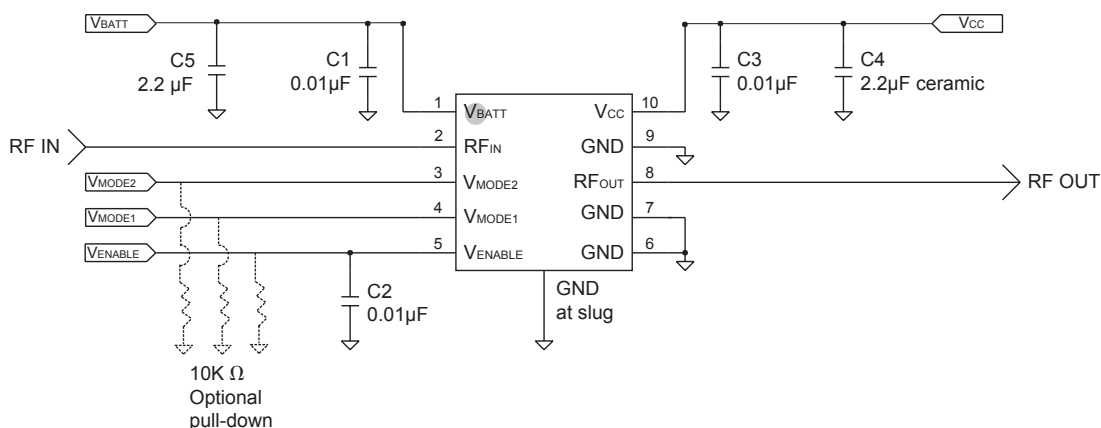 VBATT
VCC
C5
2.2 µF
C1
0.01µF
C3
0.01µF
C4
2.2µF ceramic
1
VBATT
VCC
10
RF IN
2
RFIN
GND
9
VMODE2
3
VMODE2
RFOUT
8
RF OUT
VMODE1
4
VMODE1
GND
7
VENABLE
5
VENABLE
GND
6
C2
0.01µF
GND
at slug
10K Ω
Optional
pull-down